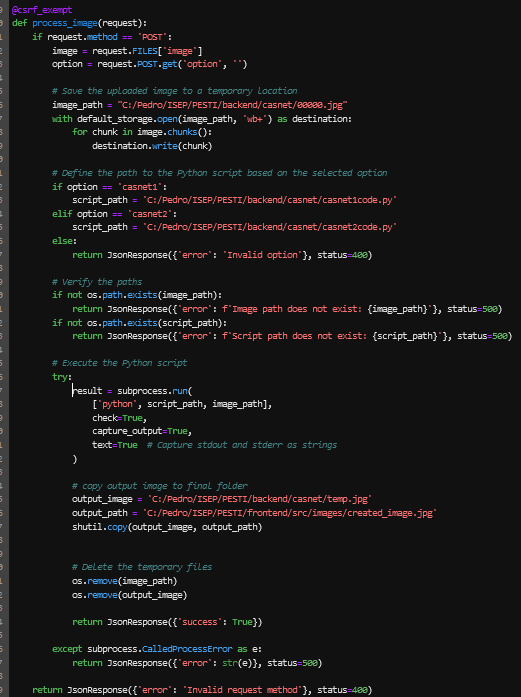 @csrf_exempt
def process_image(request):
    if request.method == 'POST':
        image = request.FILES['image']
        option = request.POST.get('option', '')

        # Save the uploaded image to a temporary location
        image_path = "C:/Pedro/ISEP/PESTI/backend/casnet/00000.jpg"
        with default_storage.open(image_path, 'wb+') as destination:
            for chunk in image.chunks():
                destination.write(chunk)

        # Define the path to the Python script based on the selected option
        if option == 'casnet1':
            script_path = 'C:/Pedro/ISEP/PESTI/backend/casnet/casnet1code.py'
        elif option == 'casnet2':
            script_path = 'C:/Pedro/ISEP/PESTI/backend/casnet/casnet2code.py'
        else:
            return JsonResponse({'error': 'Invalid option'}, status=400)

        # Verify the paths
        if not os.path.exists(image_path):
            return JsonResponse({'error': f'Image path does not exist: {image_path}'}, status=500)
        if not os.path.exists(script_path):
            return JsonResponse({'error': f'Script path does not exist: {script_path}'}, status=500)

        # Execute the Python script
        try:
            result = subprocess.run(
                ['python', script_path, image_path],
                check=True,
                capture_output=True,
                text=True  # Capture stdout and stderr as strings
            )

            # copy output image to final folder
            output_image = 'C:/Pedro/ISEP/PESTI/backend/casnet/temp.jpg'
            output_path = 'C:/Pedro/ISEP/PESTI/frontend/src/images/created_image.jpg'
            shutil.copy(output_image, output_path)


            # Delete the temporary files
            os.remove(image_path)
            os.remove(output_image)

            return JsonResponse({'success': True})

        except subprocess.CalledProcessError as e:
            return JsonResponse({'error': str(e)}, status=500)

    return JsonResponse({'error': 'Invalid request method'}, status=400)